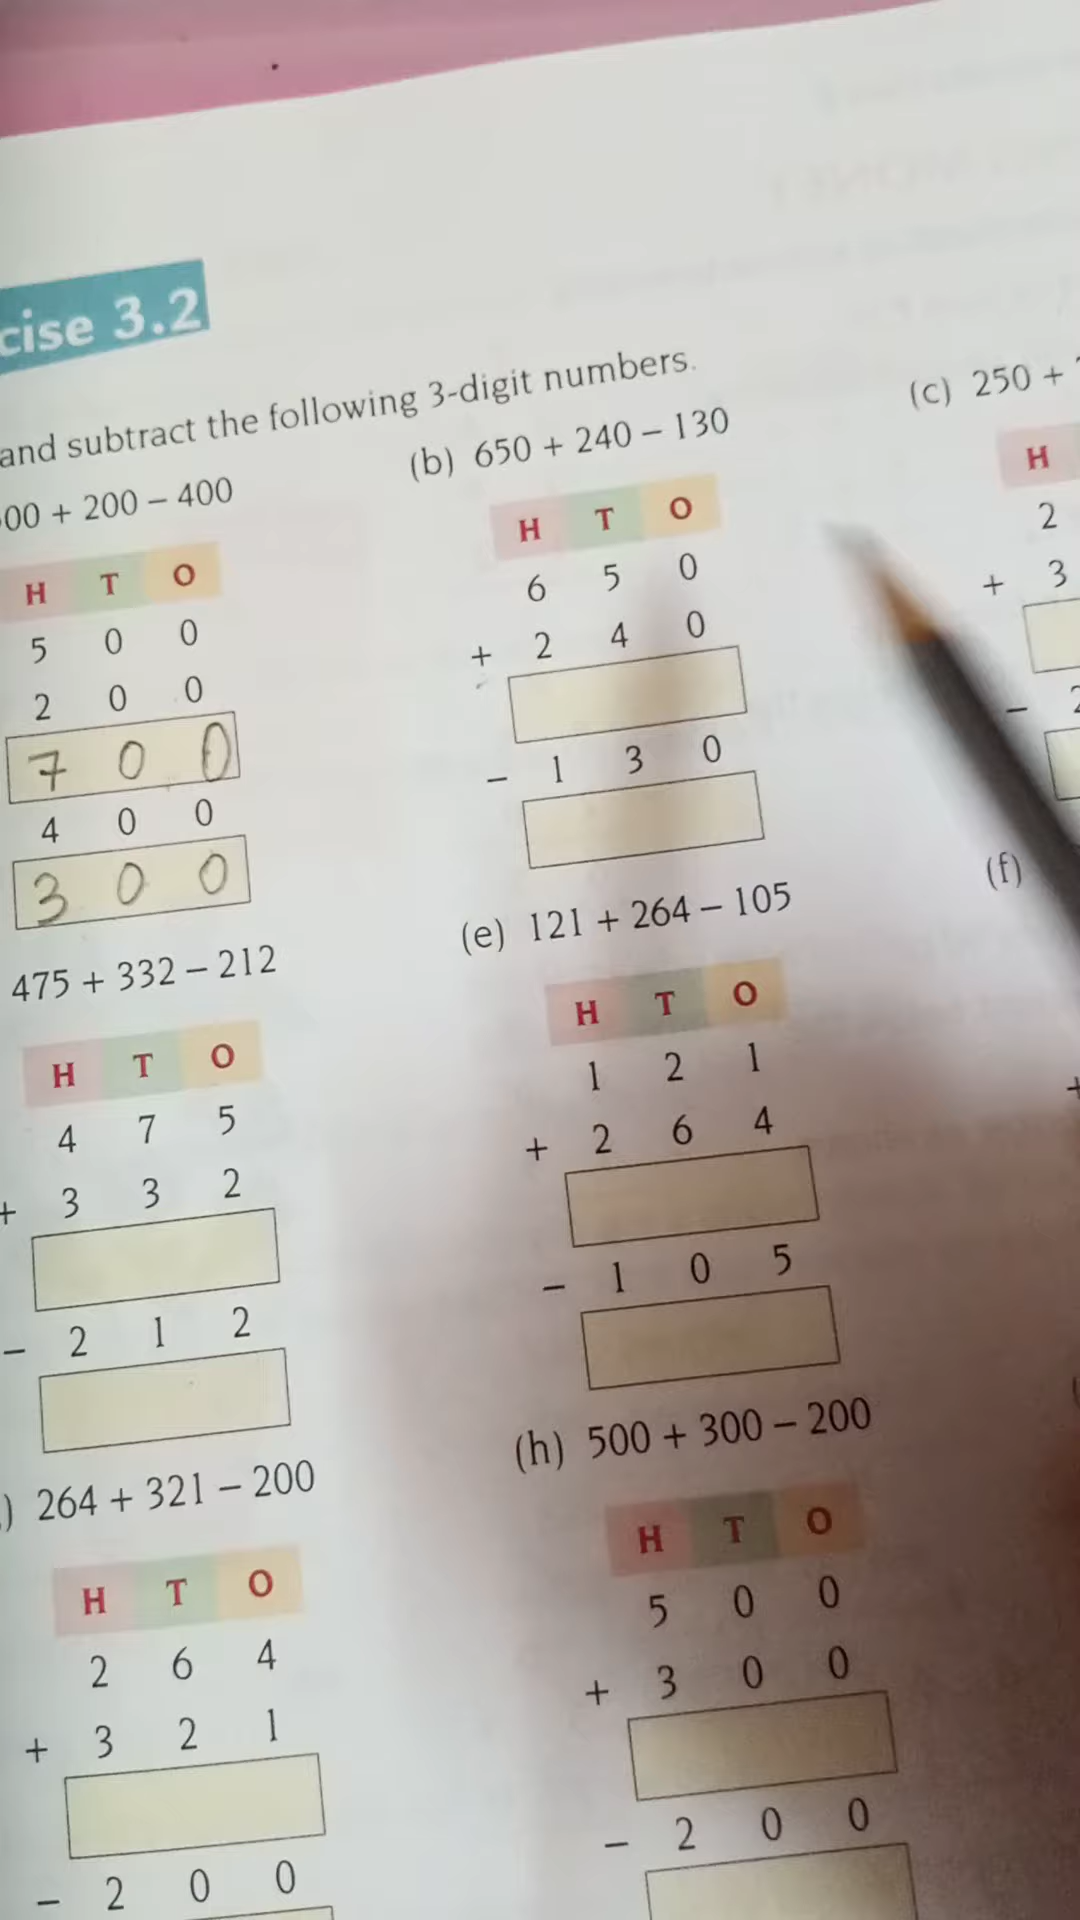 cise 3.2
and subtract the following 3-digit numbers.
00 + 200 – 400
H T O
5 0 0
2 0 0
7 0 0
4 0 0
3 0 0
(b) 650 + 240 – 130
H T O
6 5 0
+ 2 4 0
– 1 3 0
(c) 250 +
H
2
+ 3
–
475 + 332 – 212
H T O
4 7 5
+ 3 3 2
– 2 1 2
(e) 121 + 264 – 105
H T O
1 2 1
+ 2 6 4
– 1 0 5
(f)
+
) 264 + 321 – 200
H T O
2 6 4
+ 3 2 1
– 2 0 0
(h) 500 + 300 – 200
H T O
5 0 0
+ 3 0 0
– 2 0 0